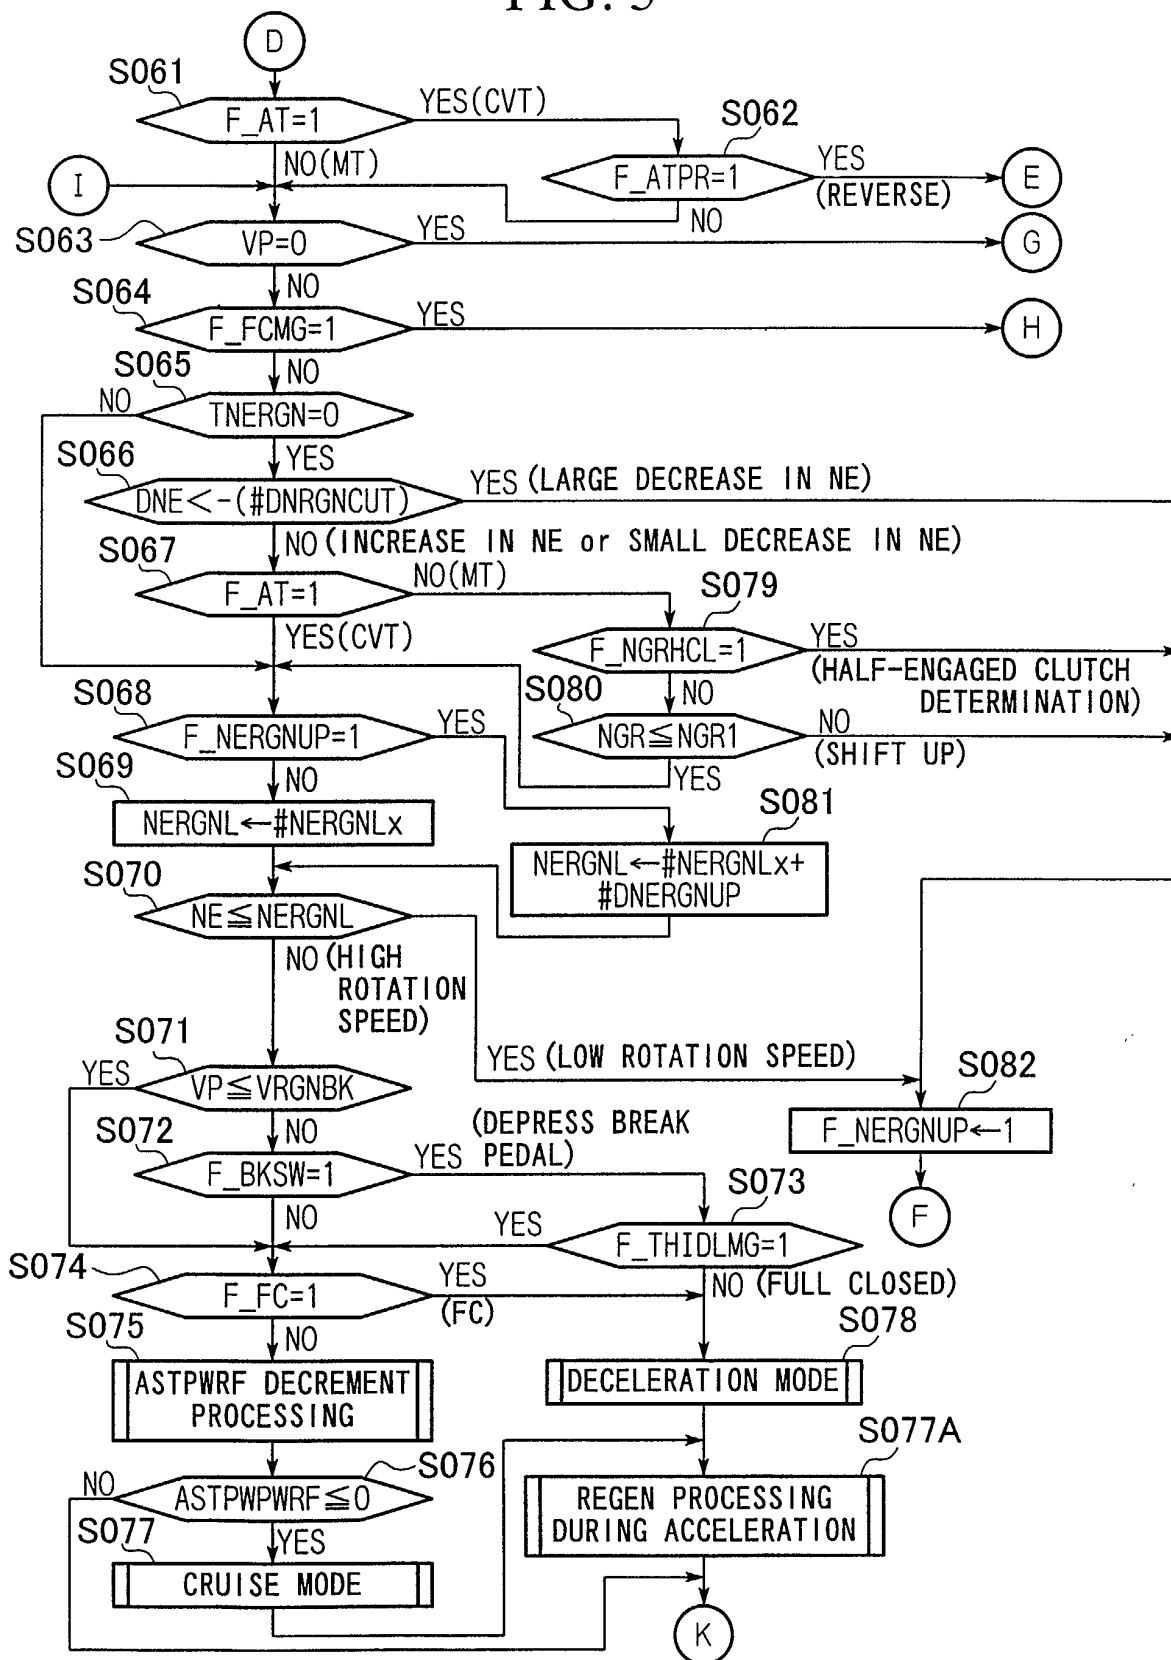 FIG. 5
D
S061
F_AT=1
YES(CVT)
S062
NO(MT)
F_ATPR=1
YES
(REVERSE)
E
I
NO
S063
VP=0
YES
G
NO
S064
F_FCMG=1
YES
H
NO
S065
NO
TNERGN=0
YES
S066
DNE<-(#DNRGNCUT)
YES (LARGE DECREASE IN NE)
NO (INCREASE IN NE or SMALL DECREASE IN NE)
S067
F_AT=1
NO(MT)
S079
YES(CVT)
F_NGRHCL=1
YES
(HALF-ENGAGED CLUTCH
DETERMINATION)
NO
S080
S068
F_NERGNUP=1
YES
NGR≦NGR1
NO
(SHIFT UP)
YES
NO
S069
NERGNL←#NERGNLx
S081
NERGNL←#NERGNLx+
#DNERGNUP
S070
NE≦NERGNL
NO (HIGH
ROTATION
SPEED)
YES (LOW ROTATION SPEED)
S071
YES
VP≦VRGNBK
S082
F_NERGNUP←1
NO
S072
F_BKSW=1
YES
(DEPRESS BREAK
PEDAL)
F
NO
S073
YES
F_THIDLMG=1
NO (FULL CLOSED)
S074
F_FC=1
YES
(FC)
NO
S075
ASTPWRF DECREMENT
PROCESSING
S078
DECELERATION MODE
S076
NO
ASTPWPWRF≦0
S077A
REGEN PROCESSING
DURING ACCELERATION
YES
S077
CRUISE MODE
K